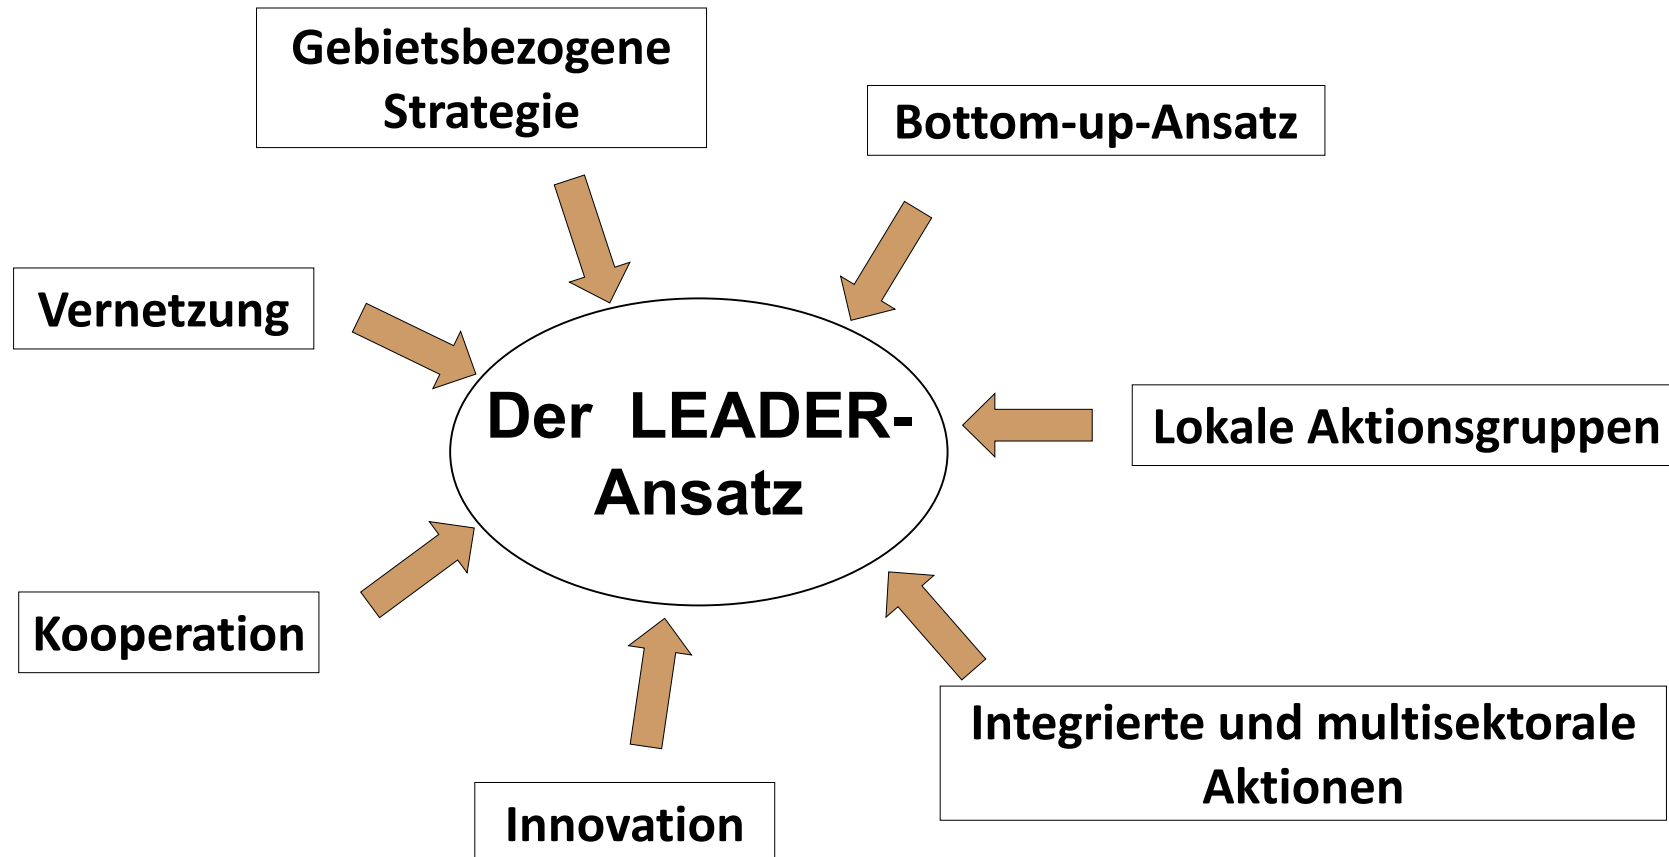 Gebietsbezogene
Strategie
Bottom-up-Ansatz
Vernetzung
Der LEADER-
Ansatz
Lokale Aktionsgruppen
Kooperation
Integrierte und multisektorale
Aktionen
Innovation